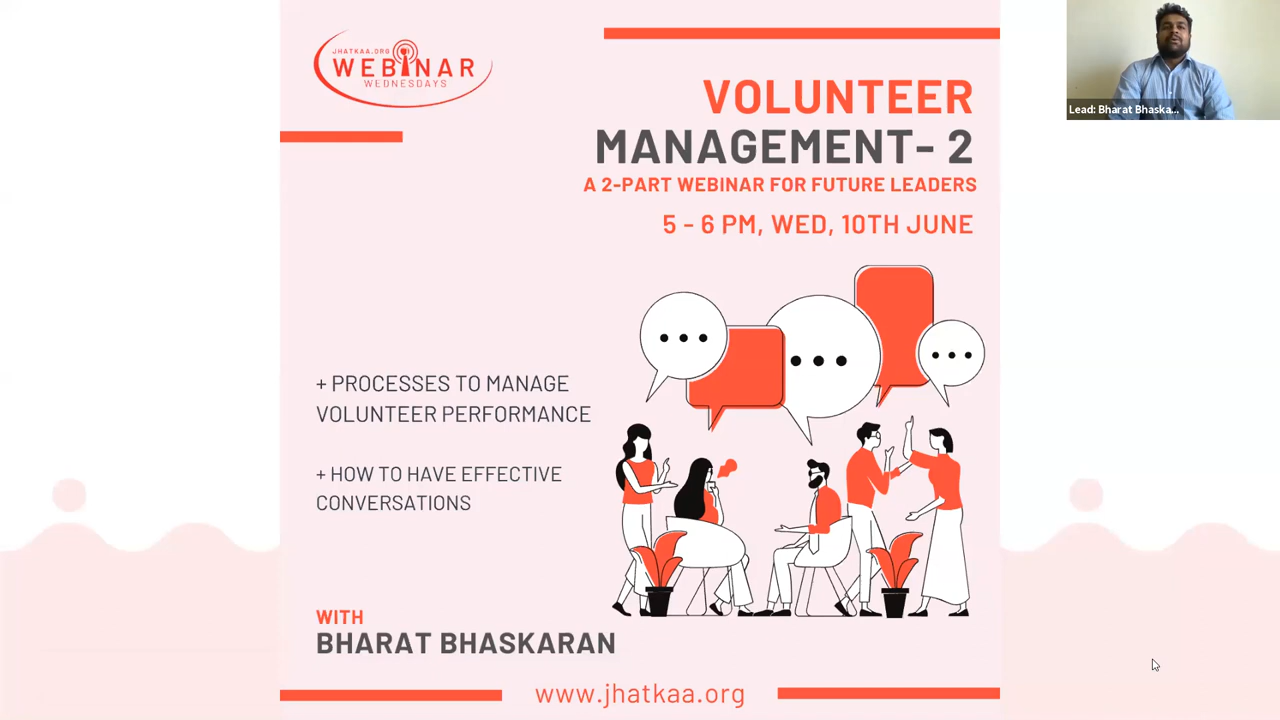 JHATKAA.ORG
WEBINAR
WEDNESDAYS
VOLUNTEER
MANAGEMENT- 2
A 2-PART WEBINAR FOR FUTURE LEADERS
5 - 6 PM, WED, 10TH JUNE
+ PROCESSES TO MANAGE
VOLUNTEER PERFORMANCE
+ HOW TO HAVE EFFECTIVE
CONVERSATIONS
WITH
BHARAT BHASKARAN
www.jhatkaa.org
Lead: Bharat Bhaska...